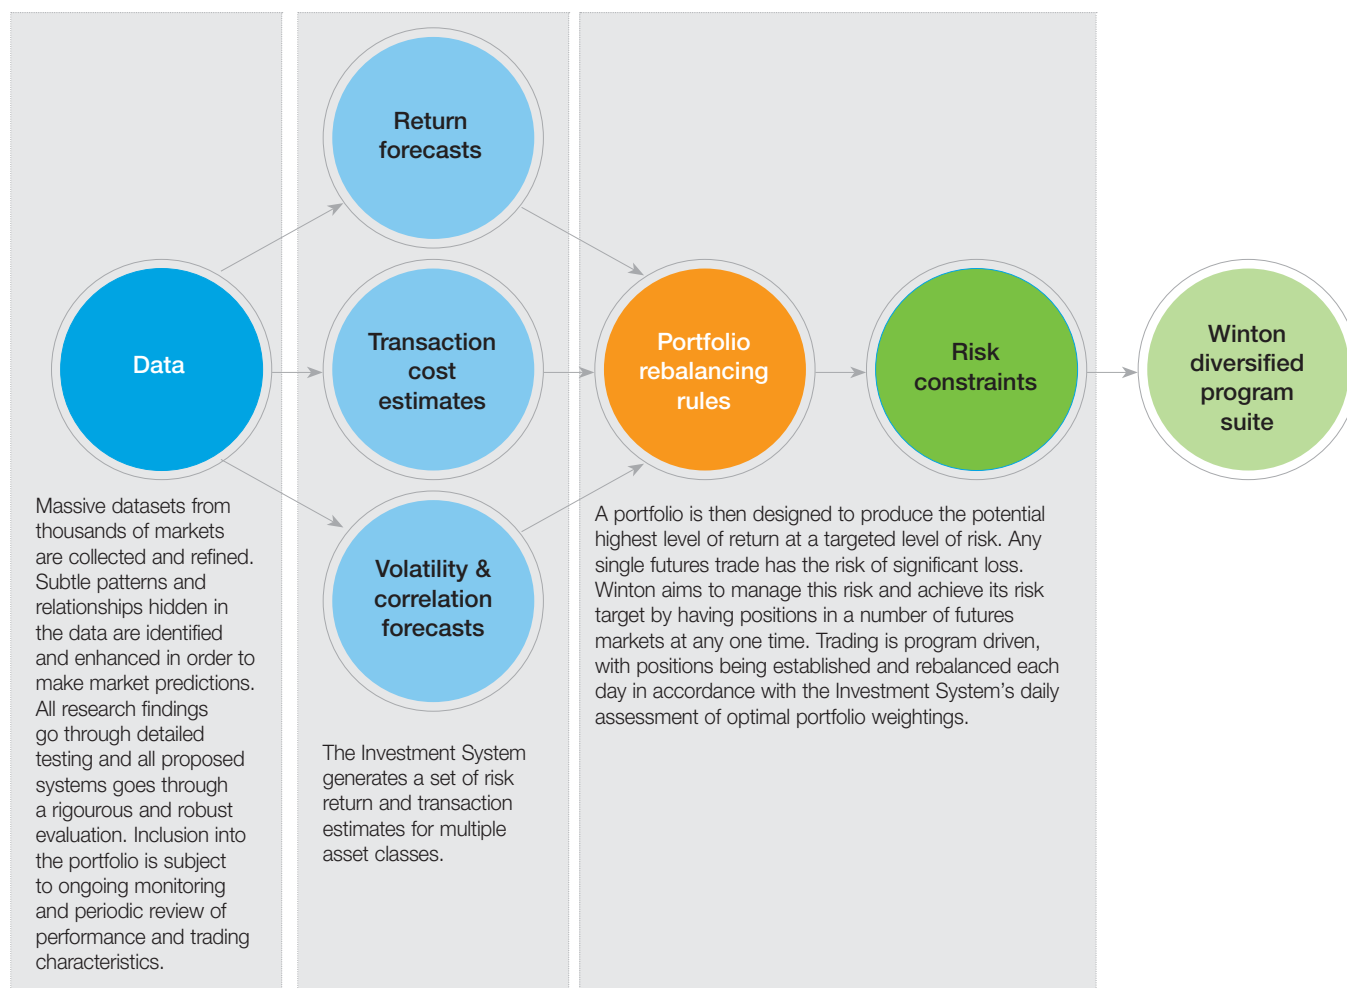 Return
forecasts
Data
Transaction
cost
estimates
Portfolio
rebalancing
rules
Risk
constraints
Winton
diversified
program
suite
Volatility &
correlation
forecasts
Massive datasets from
thousands of markets
are collected and refined.
Subtle patterns and
relationships hidden in
the data are identified
and enhanced in order to
make market predictions.
All research findings
go through detailed
testing and all proposed
systems goes through
a rigourous and robust
evaluation. Inclusion into
the portfolio is subject
to ongoing monitoring
and periodic review of
performance and trading
characteristics.
The Investment System
generates a set of risk
return and transaction
estimates for multiple
asset classes.
A portfolio is then designed to produce the potential
highest level of return at a targeted level of risk. Any
single futures trade has the risk of significant loss.
Winton aims to manage this risk and achieve its risk
target by having positions in a number of futures
markets at any one time. Trading is program driven,
with positions being established and rebalanced each
day in accordance with the Investment System’s daily
assessment of optimal portfolio weightings.